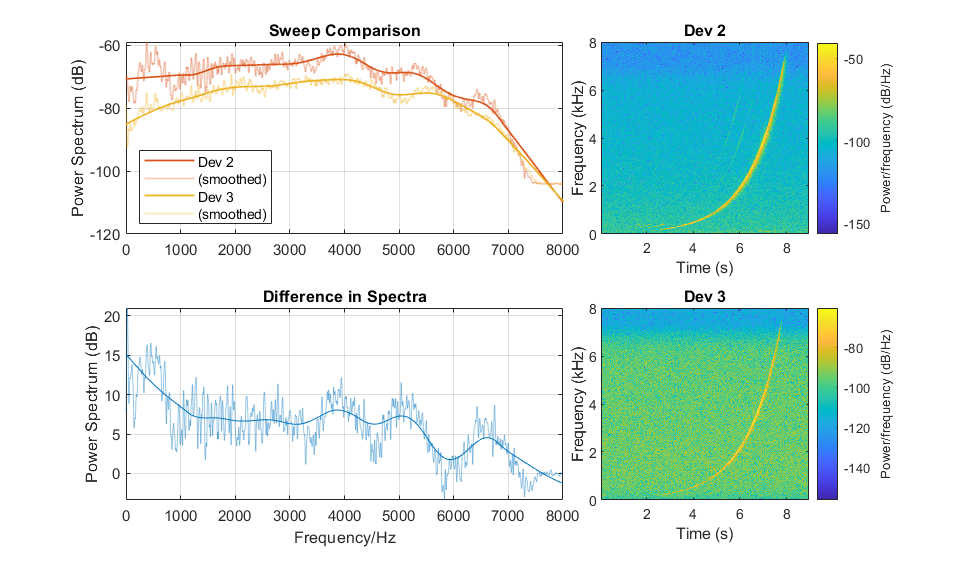 Sweep Comparison
Power Spectrum (dB)
-60
-80
-100
-120
0 1000 2000 3000 4000 5000 6000 7000 8000
Dev 2
(smoothed)
Dev 3
(smoothed)
Dev 2
Frequency (kHz)
8
6
4
2
0
2 4 6 8
Time (s)
-50
-100
-150
Power/frequency (dB/Hz)
Difference in Spectra
Power Spectrum (dB)
20
15
10
5
0
0 1000 2000 3000 4000 5000 6000 7000 8000
Frequency/Hz
Dev 3
Frequency (kHz)
8
6
4
2
0
2 4 6 8
Time (s)
-80
-100
-120
-140
Power/frequency (dB/Hz)